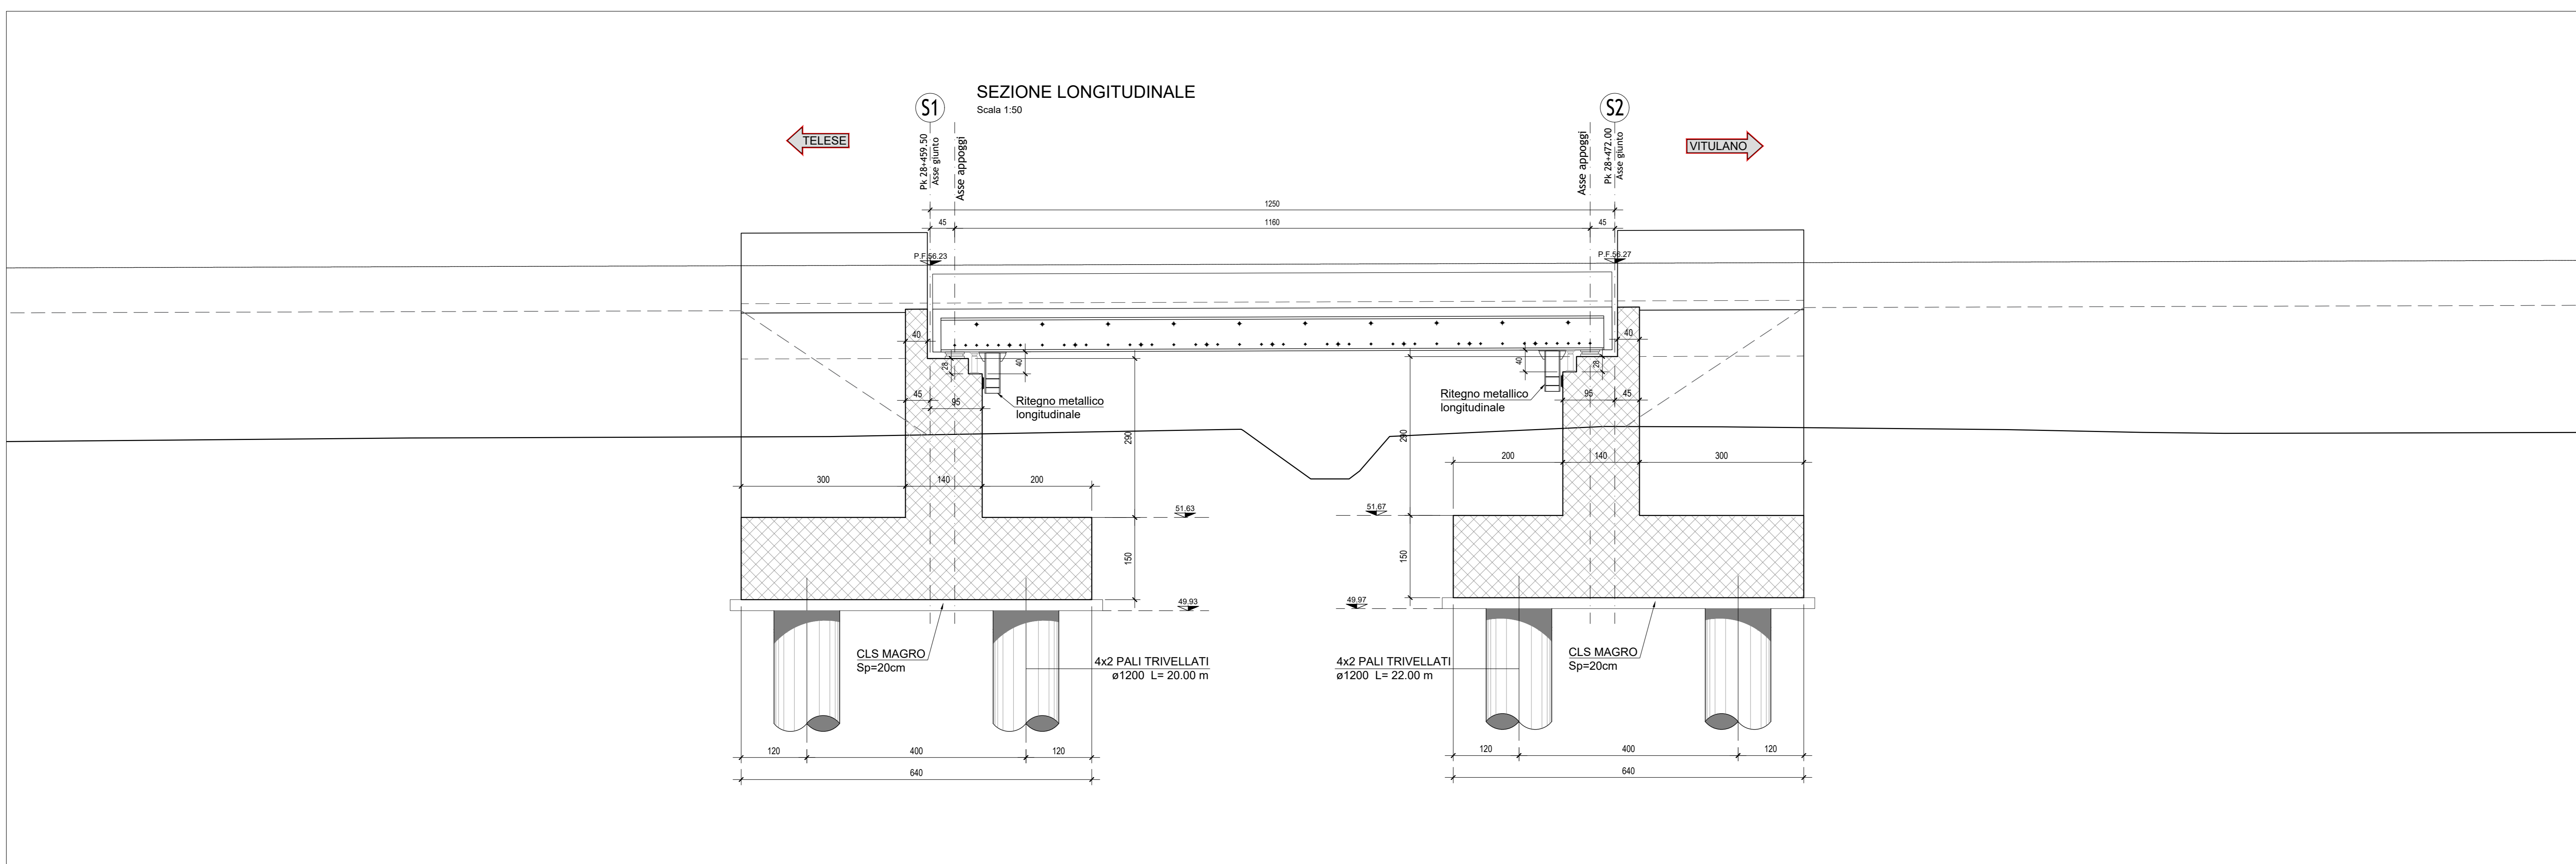 SEZIONE LONGITUDINALE
Scala 1:50
S1
S2
TELESE
VITULANO
Pk 28+459.50
Asse giunto
Asse appoggi
Asse appoggi
Pk 28+472.00
Asse giunto
1250
45
1160
45
P.F.56.23
P.F.56.27
40
40
28
40
40
28
Ritegno metallico
longitudinale
Ritegno metallico
longitudinale
45
95
95
45
290
290
300
140
200
200
140
300
51.63
51.67
150
150
49.93
49.97
CLS MAGRO
Sp=20cm
4x2 PALI TRIVELLATI
ø1200 L= 20.00 m
4x2 PALI TRIVELLATI
ø1200 L= 22.00 m
CLS MAGRO
Sp=20cm
120
400
120
120
400
120
640
640